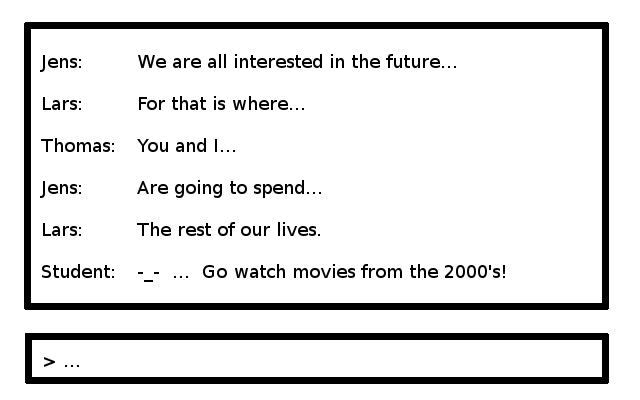 Jens: We are all interested in the future...
Lars: For that is where...
Thomas: You and I...
Jens: Are going to spend...
Lars: The rest of our lives.
Student: -_- ... Go watch movies from the 2000's!
> ...